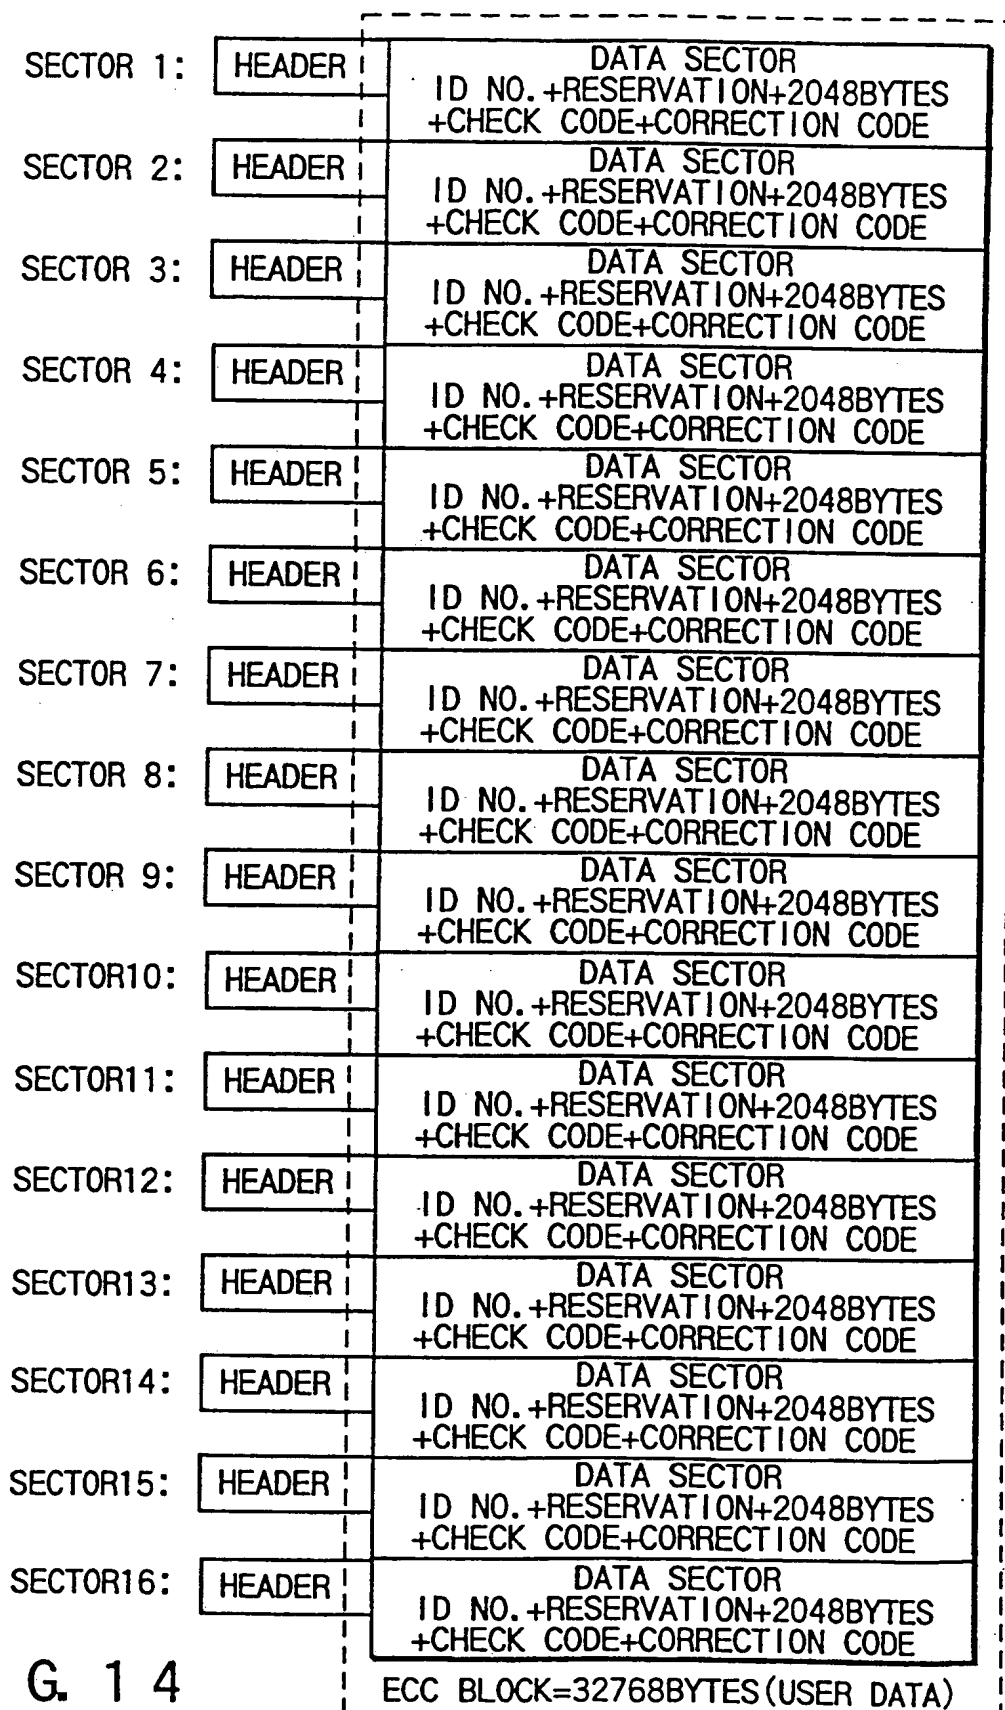 SECTOR 1: HEADER DATA SECTOR
ID NO.+RESERVATION+2048BYTES
+CHECK CODE+CORRECTION CODE
SECTOR 2: HEADER DATA SECTOR
ID NO.+RESERVATION+2048BYTES
+CHECK CODE+CORRECTION CODE
SECTOR 3: HEADER DATA SECTOR
ID NO.+RESERVATION+2048BYTES
+CHECK CODE+CORRECTION CODE
SECTOR 4: HEADER DATA SECTOR
ID NO.+RESERVATION+2048BYTES
+CHECK CODE+CORRECTION CODE
SECTOR 5: HEADER DATA SECTOR
ID NO.+RESERVATION+2048BYTES
+CHECK CODE+CORRECTION CODE
SECTOR 6: HEADER DATA SECTOR
ID NO.+RESERVATION+2048BYTES
+CHECK CODE+CORRECTION CODE
SECTOR 7: HEADER DATA SECTOR
ID NO.+RESERVATION+2048BYTES
+CHECK CODE+CORRECTION CODE
SECTOR 8: HEADER DATA SECTOR
ID NO.+RESERVATION+2048BYTES
+CHECK CODE+CORRECTION CODE
SECTOR 9: HEADER DATA SECTOR
ID NO.+RESERVATION+2048BYTES
+CHECK CODE+CORRECTION CODE
SECTOR10: HEADER DATA SECTOR
ID NO.+RESERVATION+2048BYTES
+CHECK CODE+CORRECTION CODE
SECTOR11: HEADER DATA SECTOR
ID NO.+RESERVATION+2048BYTES
+CHECK CODE+CORRECTION CODE
SECTOR12: HEADER DATA SECTOR
ID NO.+RESERVATION+2048BYTES
+CHECK CODE+CORRECTION CODE
SECTOR13: HEADER DATA SECTOR
ID NO.+RESERVATION+2048BYTES
+CHECK CODE+CORRECTION CODE
SECTOR14: HEADER DATA SECTOR
ID NO.+RESERVATION+2048BYTES
+CHECK CODE+CORRECTION CODE
SECTOR15: HEADER DATA SECTOR
ID NO.+RESERVATION+2048BYTES
+CHECK CODE+CORRECTION CODE
SECTOR16: HEADER DATA SECTOR
ID NO.+RESERVATION+2048BYTES
+CHECK CODE+CORRECTION CODE
G. 14 ECC BLOCK=32768BYTES(USER DATA)